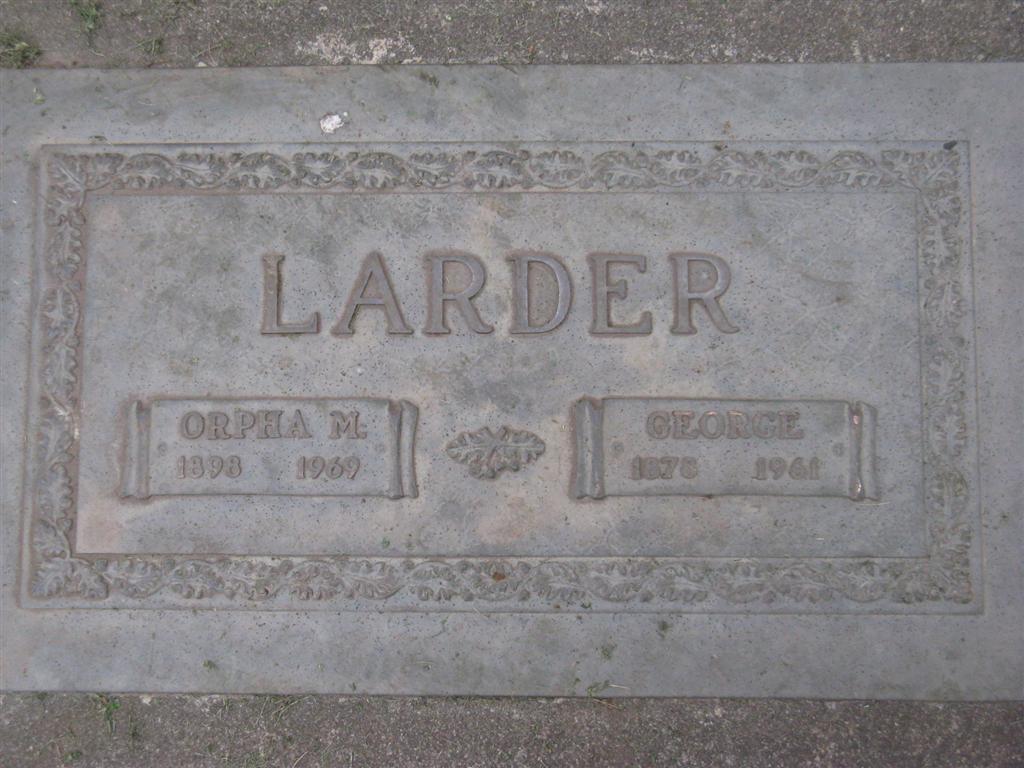 LARDER
ORPHA M.
1898 1969
GEORGE
1878 1961